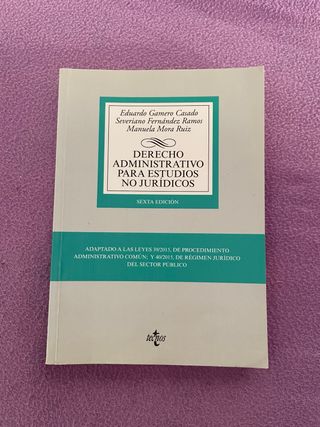 Eduardo Gamero Casado
Severiano Fernández Ramos
Manuela Mora Ruiz
DERECHO
ADMINISTRATIVO
PARA ESTUDIOS
NO JURÍDICOS
SEXTA EDICIÓN
ADAPTADO A LAS LEYES 39/2015, DE PROCEDIMIENTO
ADMINISTRATIVO COMÚN; Y 40/2015, DE RÉGIMEN JURÍDICO
DEL SECTOR PÚBLICO
tecnos